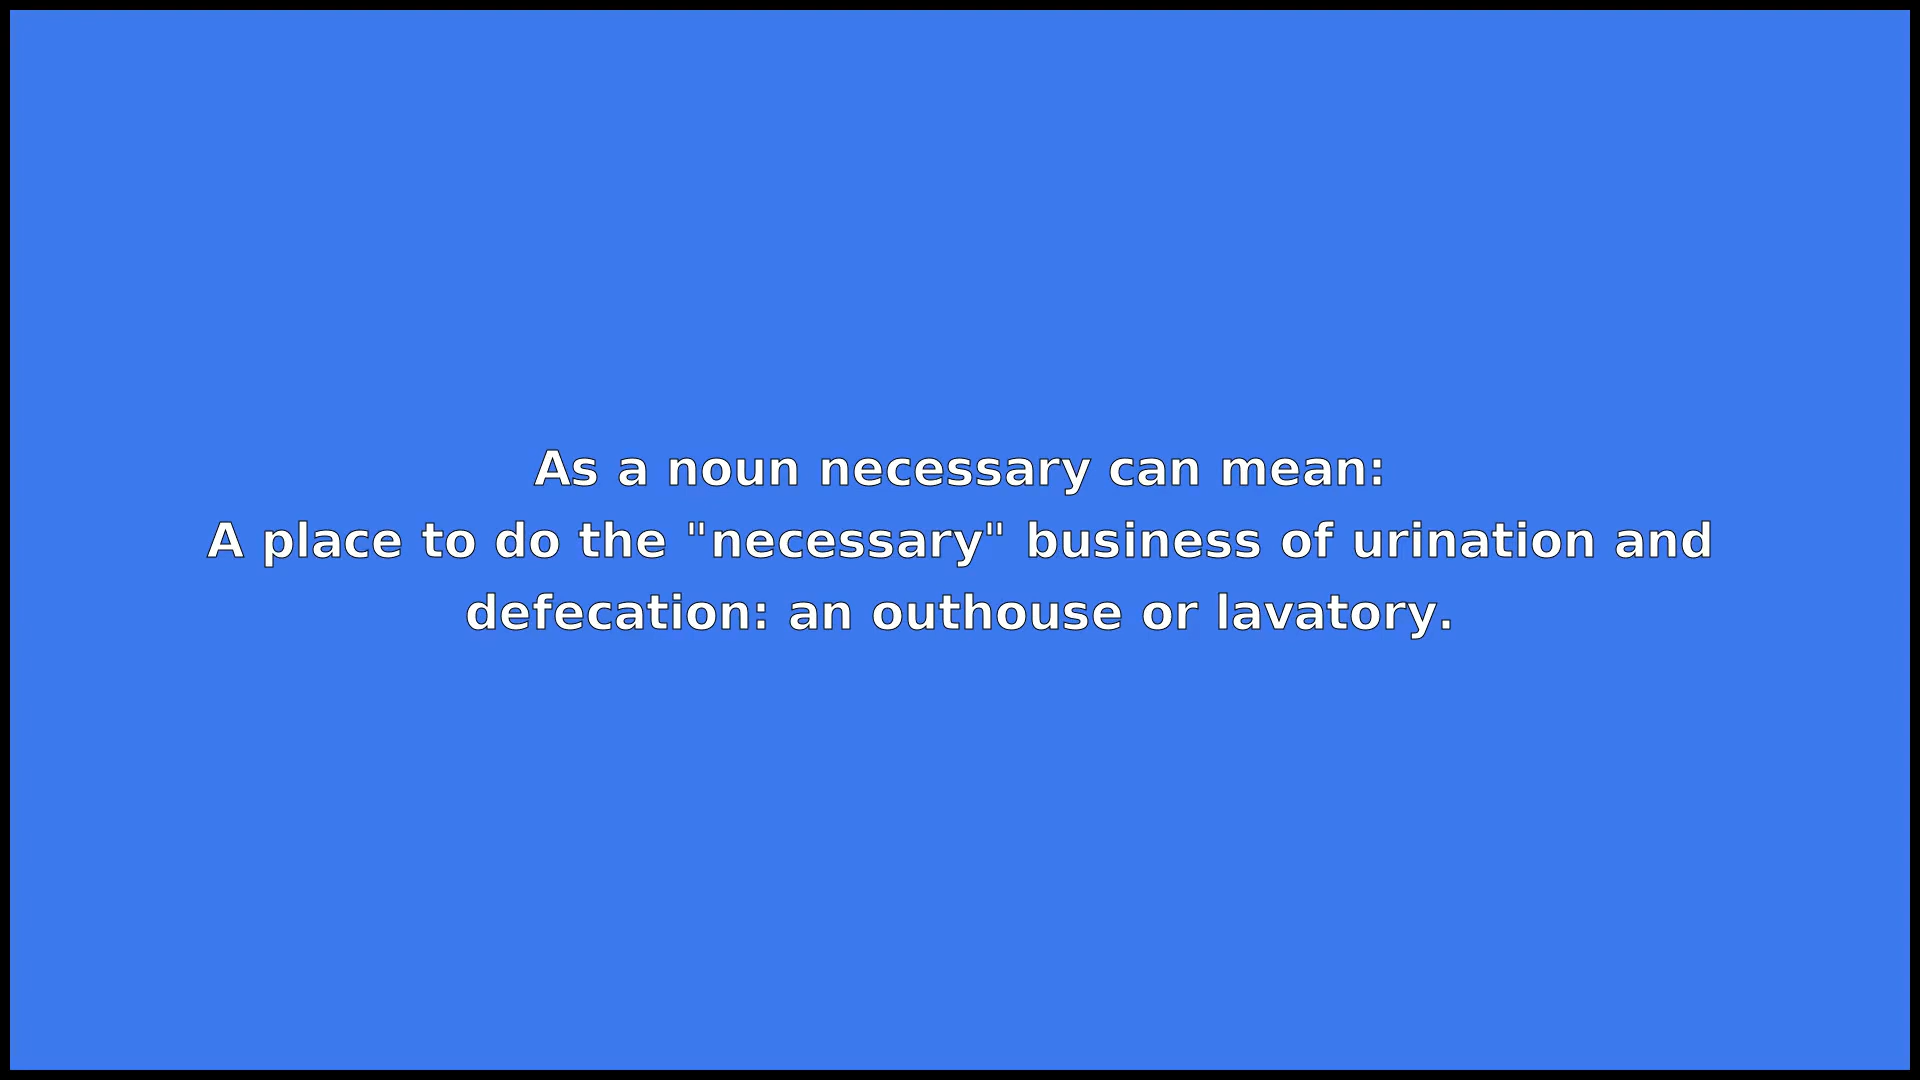 As a noun necessary can mean:
A place to do the "necessary" business of urination and
defecation: an outhouse or lavatory.